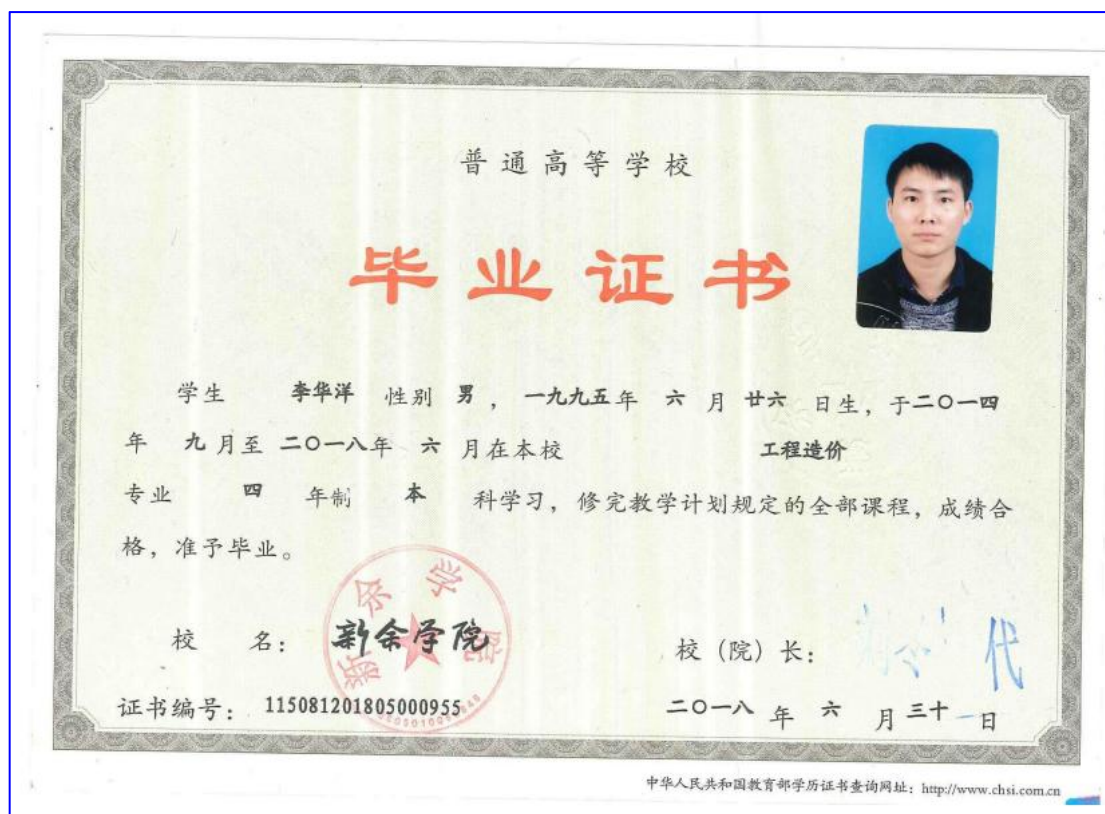 普通高等学校
毕业证书
学生 李华洋 性别 男，一九九五年 六 月 廿六 日生，于二〇一四
年 九月至 二〇一八年 六 月在本校 工程造价
专业 四 年制 本 科学习，修完教学计划规定的全部课程，成绩合
格，准予毕业。
新余学院
校 名： 新余学院
校（院）长： 代
证书编号：115081201805000955
二〇一八 年 六 月 三十 日
中华人民共和国教育部学历证书查询网址：http://www.chsi.com.cn